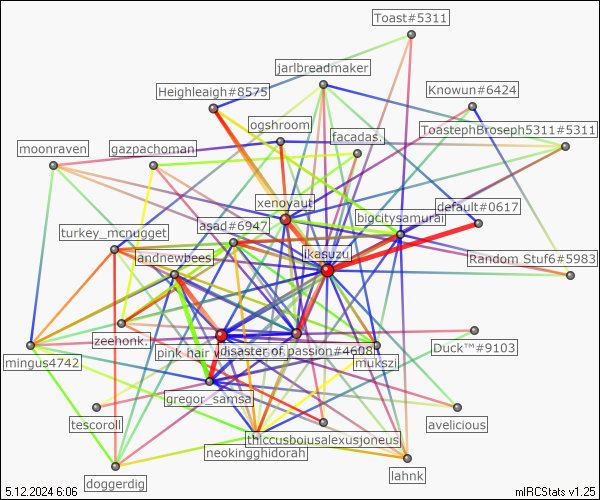 Toast#5311
jarlbreadmaker
Heighleaigh#8575
Knowun#6424
ogshroom
ToastephBroseph5311#5311
facadas.
moonraven
gazpachoman
xenoyaut
default#0617
bigcitysamurai
asad#6947
turkey_mcnugget
ikasuzu
andnewbees
Random Stuf6#5983
zeehonk.
pink hair
disaster of passion#4608
Duck™#9103
mingus4742
mukszi
gregor_samsa
tescoroll
avelicious
thiccusboiusalexusjoneus
neokingghidorah
doggerdig
lahnk
5.12.2024 6:06
mIRCStats v1.25